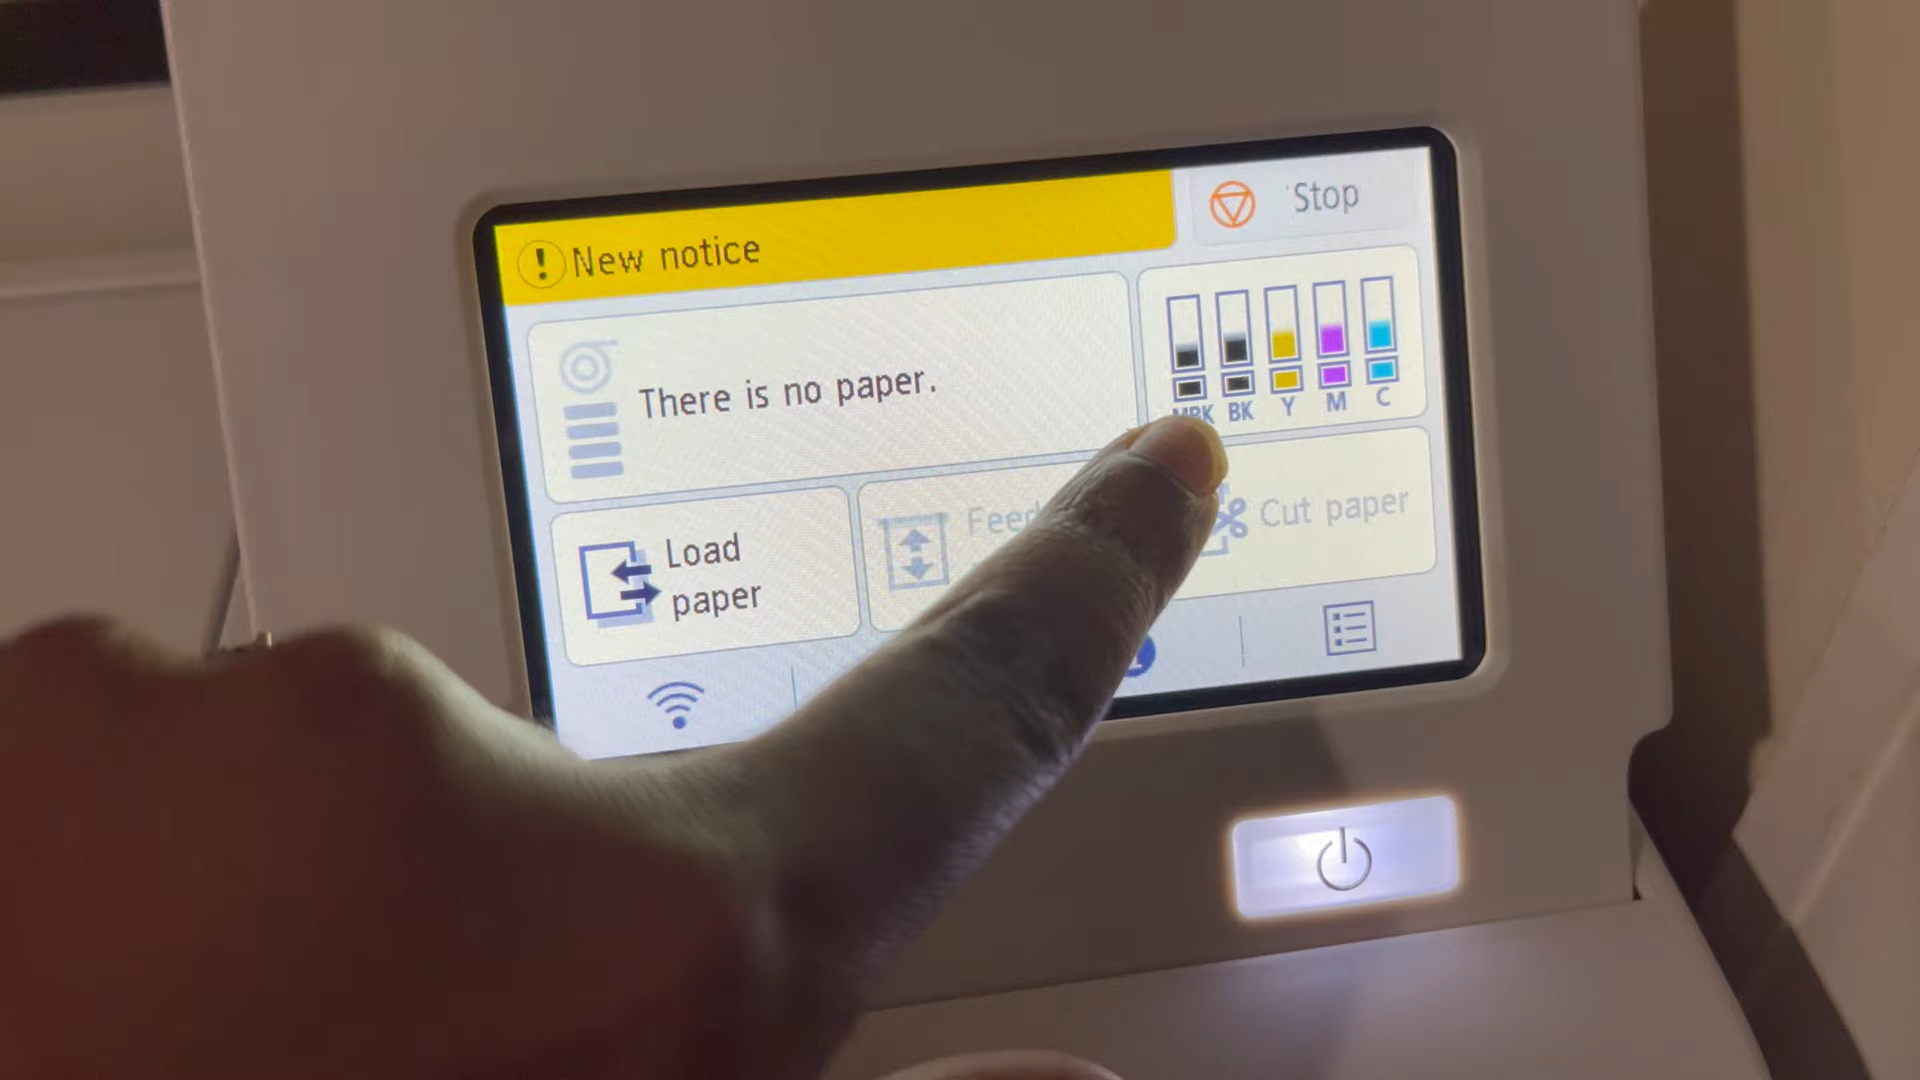 New notice
Stop
There is no paper.
MBK BK Y M C
Load
paper
Feed
Cut paper